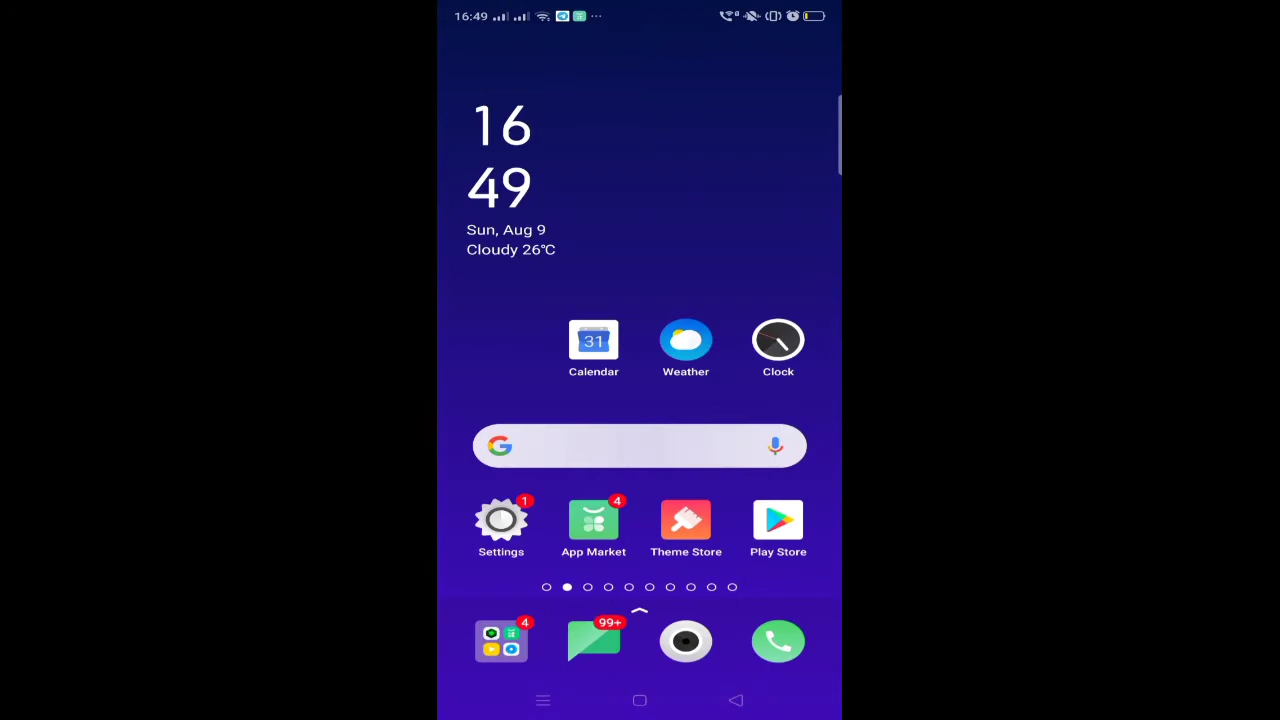 16:49
16
49
Sun, Aug 9
Cloudy 26℃
31
Calendar Weather Clock
G
1 4
Settings App Market Theme Store Play Store
4 99+